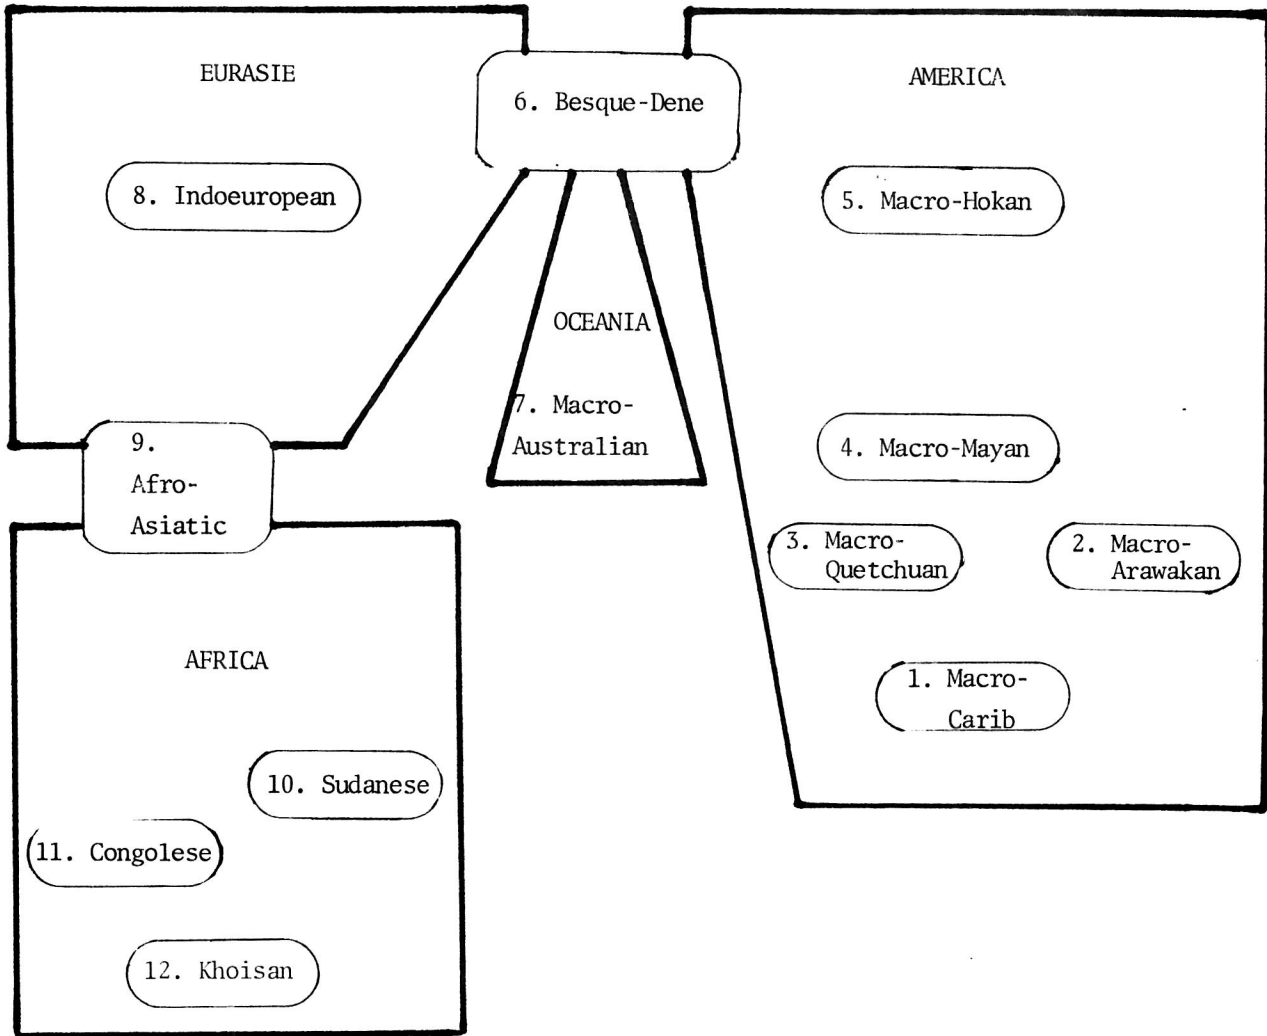 EURASIE
AMERICA
6. Besque-Dene
8. Indoeuropean
5. Macro-Hokan
OCEANIA
7. Macro-
Australian
9.
Afro-
Asiatic
4. Macro-Mayan
3. Macro-
Quetchuan
2. Macro-
Arawakan
AFRICA
1. Macro-
Carib
10. Sudanese
11. Congolese
12. Khoisan